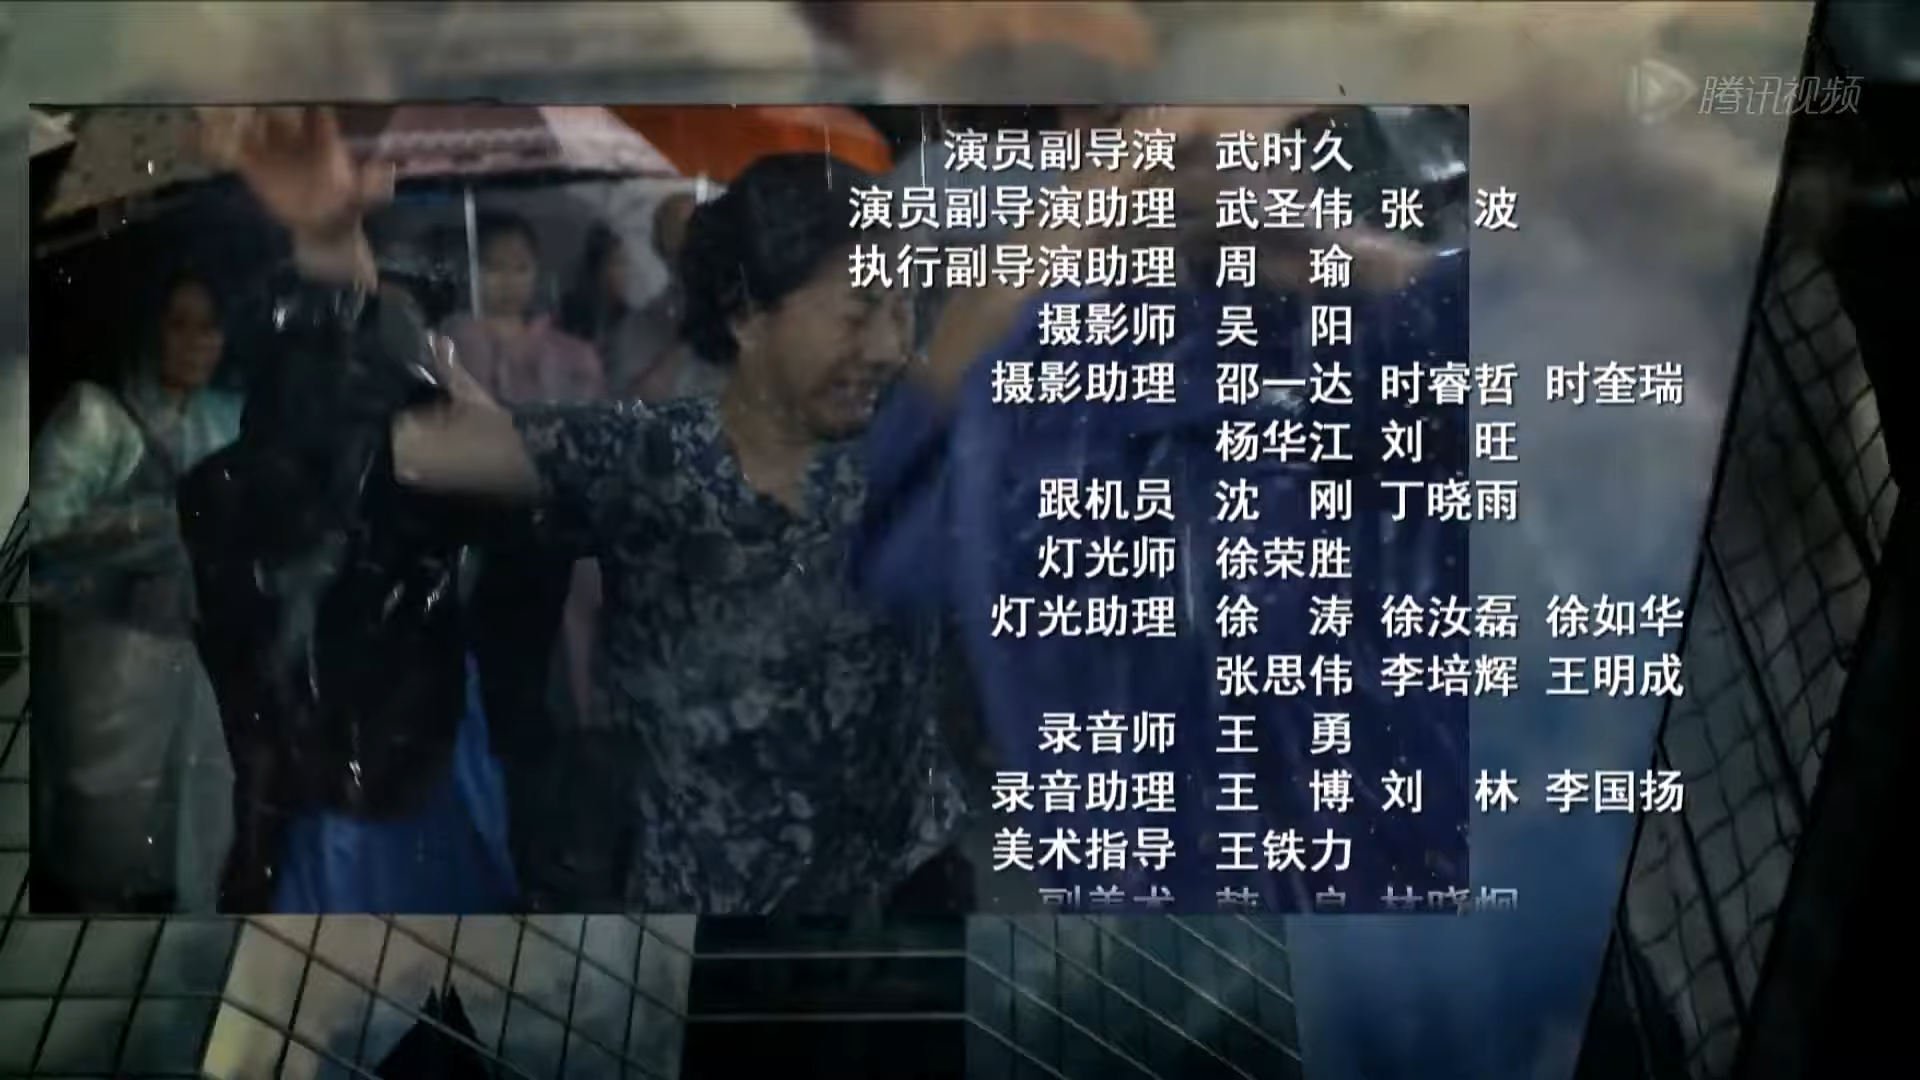 腾讯视频
演员副导演 武时久
演员副导演助理 武圣伟 张 波
执行副导演助理 周 瑜
摄影师 吴 阳
摄影助理 邵一达 时睿哲 时奎瑞
杨华江 刘 旺
跟机员 沈 刚 丁晓雨
灯光师 徐荣胜
灯光助理 徐 涛 徐汝磊 徐如华
张思伟 李培辉 王明成
录音师 王 勇
录音助理 王 博 刘 林 李国扬
美术指导 王铁力
副美术